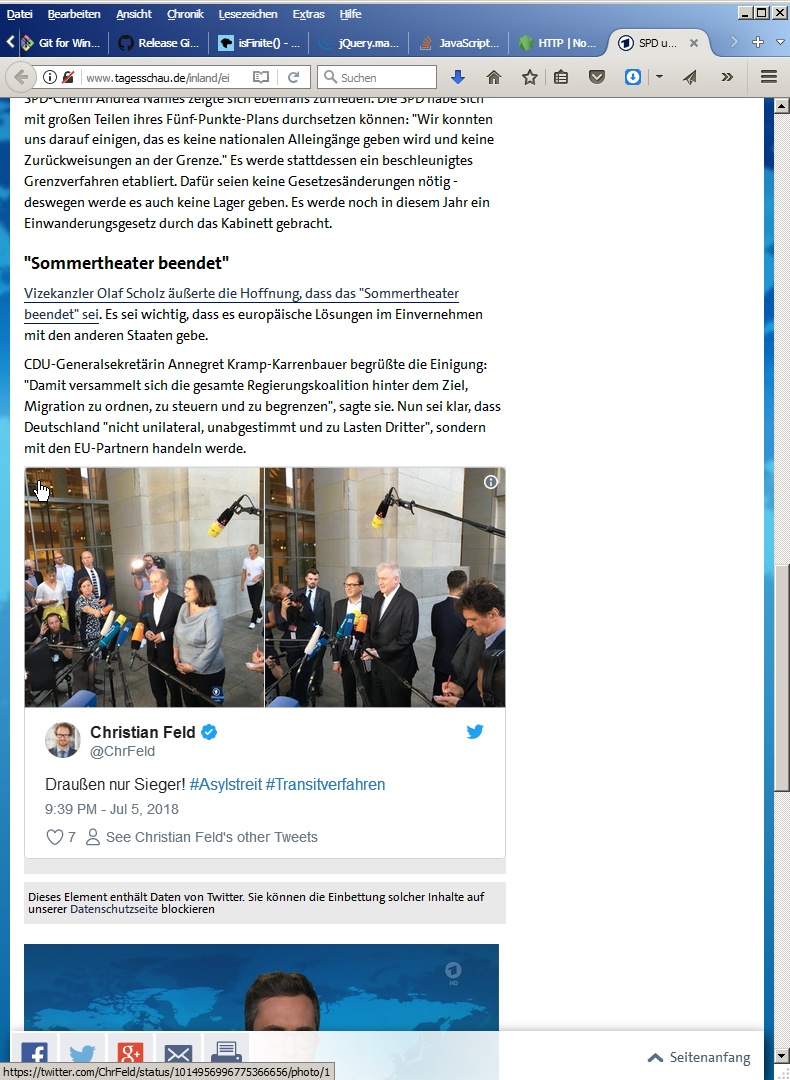 Datei Bearbeiten Ansicht Chronik Lesezeichen Extras Hilfe
Git for Win... Release Gi... isFinite() - ... jQuery.ma... JavaScript... HTTP | No... SPD u...
www.tagesschau.de/inland/ei Suchen
SPD-Chefin Andrea Nahles zeigte sich ebenfalls zufrieden. Die SPD habe sich
mit großen Teilen ihres Fünf-Punkte-Plans durchsetzen können: "Wir konnten
uns darauf einigen, das es keine nationalen Alleingänge geben wird und keine
Zurückweisungen an der Grenze." Es werde stattdessen ein beschleunigtes
Grenzverfahren etabliert. Dafür seien keine Gesetzesänderungen nötig -
deswegen werde es auch keine Lager geben. Es werde noch in diesem Jahr ein
Einwanderungsgesetz durch das Kabinett gebracht.
"Sommertheater beendet"
Vizekanzler Olaf Scholz äußerte die Hoffnung, dass das "Sommertheater
beendet" sei. Es sei wichtig, dass es europäische Lösungen im Einvernehmen
mit den anderen Staaten gebe.
CDU-Generalsekretärin Annegret Kramp-Karrenbauer begrüßte die Einigung:
"Damit versammelt sich die gesamte Regierungskoalition hinter dem Ziel,
Migration zu ordnen, zu steuern und zu begrenzen", sagte sie. Nun sei klar, dass
Deutschland "nicht unilateral, unabgestimmt und zu Lasten Dritter", sondern
mit den EU-Partnern handeln werde.
Christian Feld
@ChrFeld
Draußen nur Sieger! #Asylstreit #Transitverfahren
9:39 PM - Jul 5, 2018
7 See Christian Feld's other Tweets
Dieses Element enthält Daten von Twitter. Sie können die Einbettung solcher Inhalte auf
unserer Datenschutzseite blockieren
HD
Seitenanfang
https://twitter.com/ChrFeld/status/1014956996775366656/photo/1